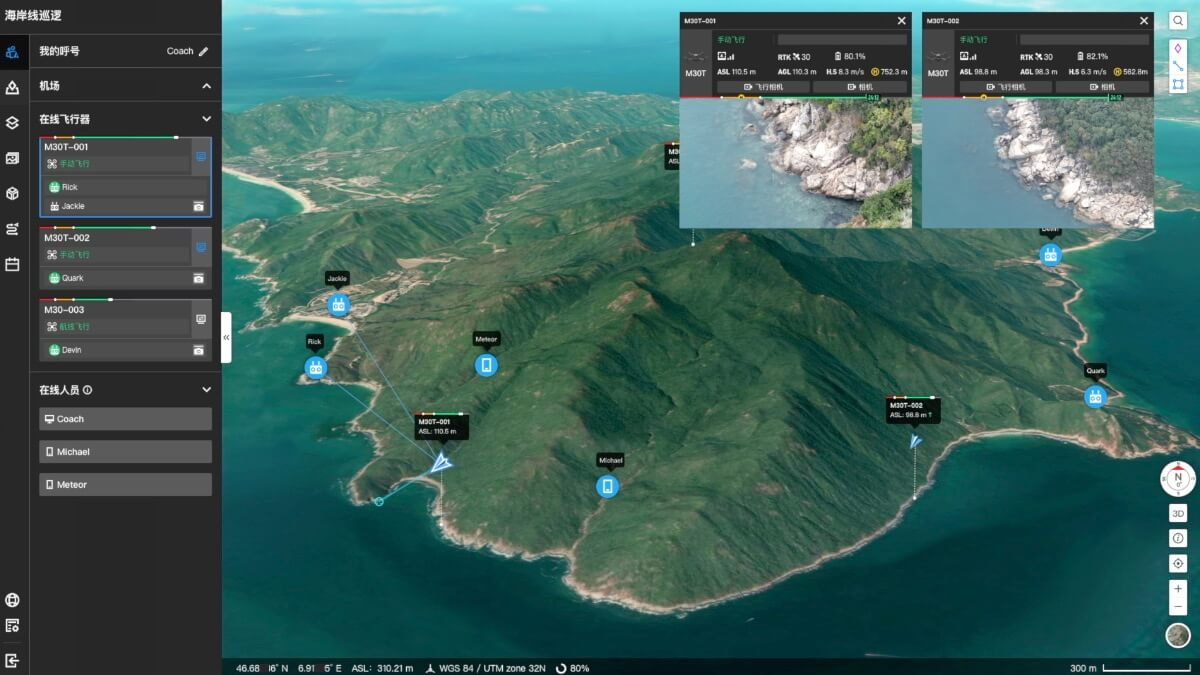 海岸线巡逻
我的呼号 Coach
机场
在线飞行器
M30T-001
手动飞行
Rick
Jackie
M30T-002
手动飞行
Quark
M30-003
航线飞行
Devin
在线人员
Coach
Michael
Meteor
M30T-001
手动飞行
RTK 30 80.1%
M30T
ASL 110.5 m AGL 110.3 m H.S 8.3 m/s H 752.3 m
飞行相机 相机
24:12
M30T-002
手动飞行
RTK 30 82.1%
M30T
ASL 98.8 m AGL 98.3 m H.S 6.3 m/s H 562.8m
飞行相机 相机
24:12
Devin
Jackie
Rick
Meteor
Quark
M30T-001
ASL: 110.5 m
M30T-002
ASL: 98.8 m
Michael
N
0°
3D
ASL: 310.21 m WGS 84 / UTM zone 32N 80%
300 m